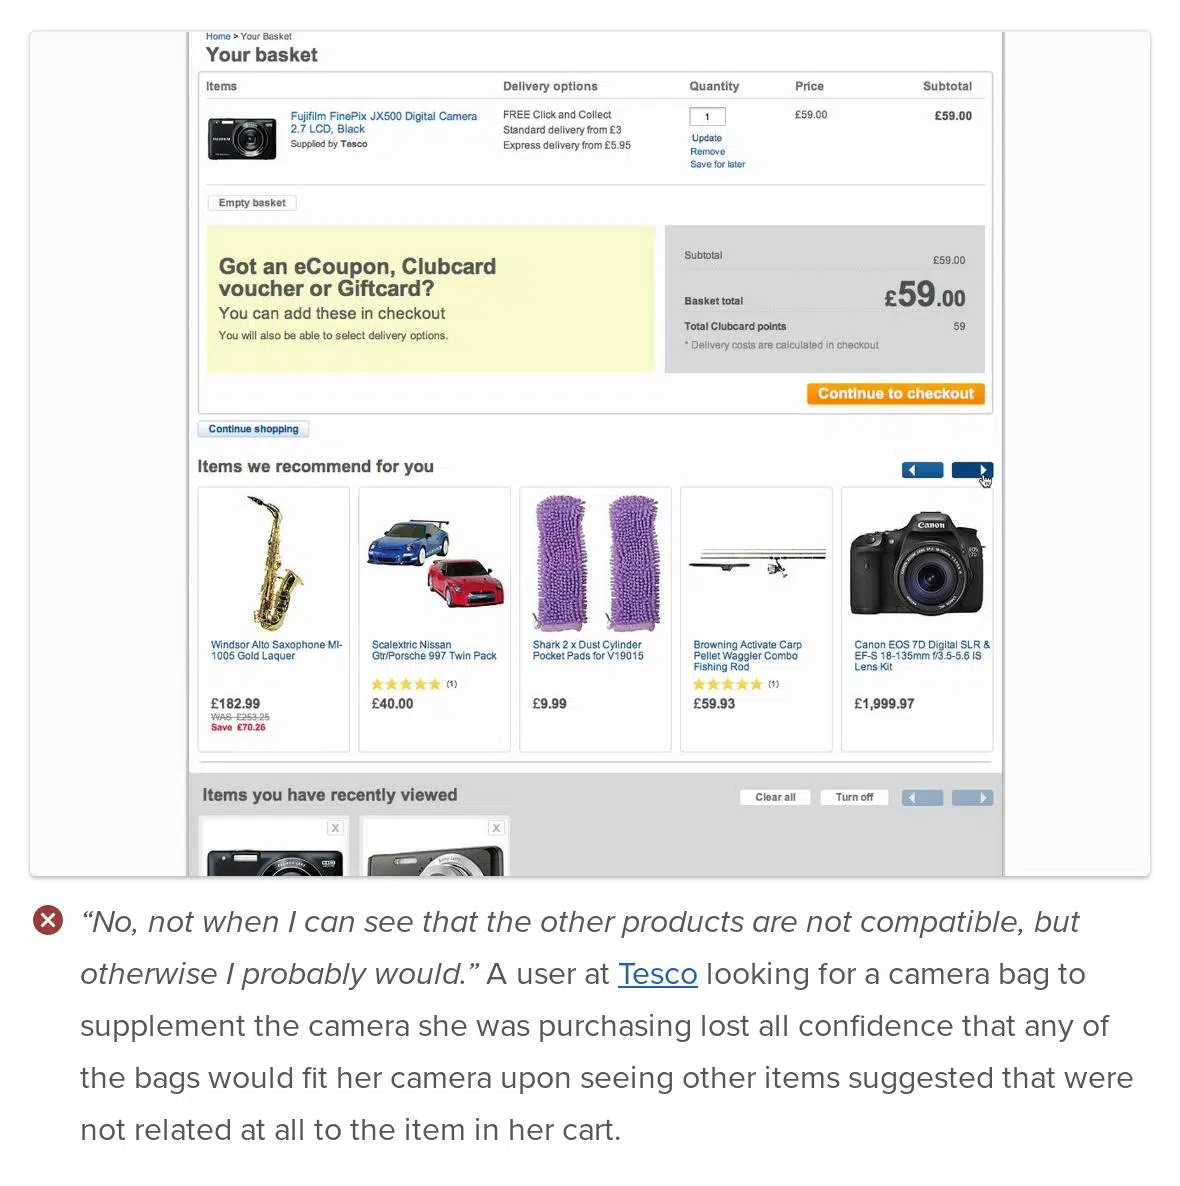 Home > Your Basket
Your basket
Items
Delivery options
Quantity
Price
Subtotal
Fujifilm FinePix JX500 Digital Camera
2.7 LCD, Black
Supplied by Tesco
FREE Click and Collect
Standard delivery from £3
Express delivery from £5.95
1
Update
Remove
Save for later
£59.00
£59.00
Empty basket
Got an eCoupon, Clubcard
voucher or Giftcard?
You can add these in checkout
You will also be able to select delivery options.
Subtotal
£59.00
Basket total
£59.00
Total Clubcard points
59
* Delivery costs are calculated in checkout
Continue to checkout
Continue shopping
Items we recommend for you
Canon
Windsor Alto Saxophone MI-
1005 Gold Laquer
£182.99
WAS £253.25
Save £70.26
Scalextric Nissan
Gtr/Porsche 997 Twin Pack
(1)
£40.00
Shark 2 x Dust Cylinder
Pocket Pads for V19015
£9.99
Browning Activate Carp
Pellet Waggler Combo
Fishing Rod
(1)
£59.93
Canon EOS 7D Digital SLR &
EF-S 18-135mm f/3.5-5.6 IS
Lens Kit
£1,999.97
Items you have recently viewed
Clear all
Turn off
X
X
“No, not when I can see that the other products are not compatible, but
otherwise I probably would.” A user at Tesco looking for a camera bag to
supplement the camera she was purchasing lost all confidence that any of
the bags would fit her camera upon seeing other items suggested that were
not related at all to the item in her cart.